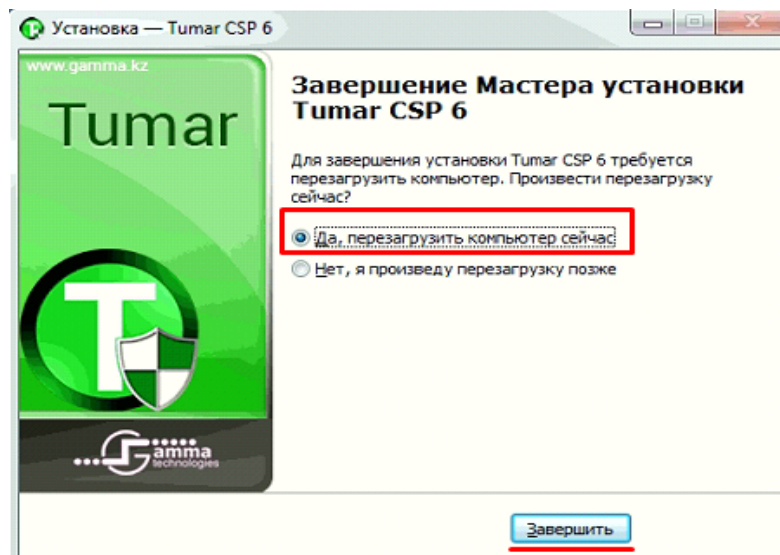 Установка — Tumar CSP 6
www.gamma.kz
Tumar
T
Gamma
technologies
Завершение Мастера установки
Tumar CSP 6
Для завершения установки Tumar CSP 6 требуется
перезагрузить компьютер. Произвести перезагрузку
сейчас?
Да, перезагрузить компьютер сейчас
Нет, я произведу перезагрузку позже
Завершить